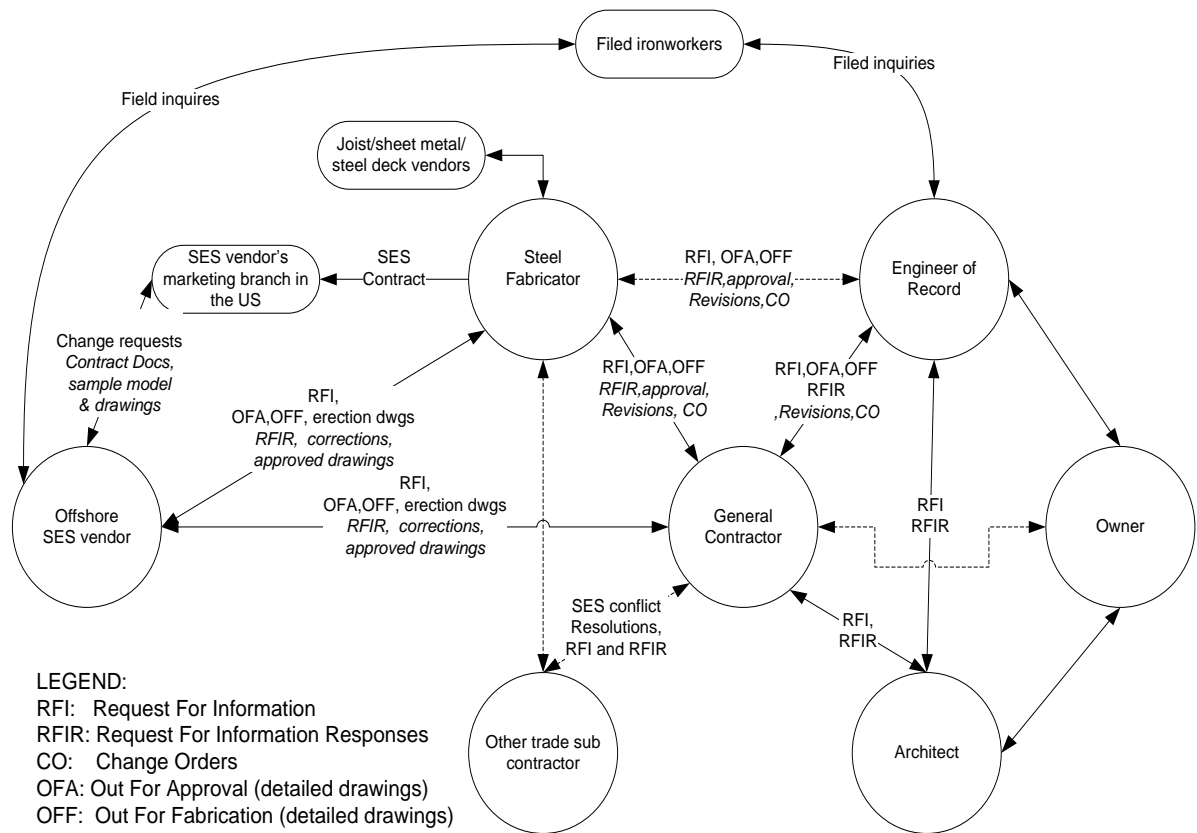 Filed ironworkers
Filed inquiries
Field inquires
Joist/sheet metal/
steel deck vendors
SES vendor's
marketing branch in
the US
SES
Contract
Steel
Fabricator
RFI, OFA,OFF
RFIR,approval,
Revisions,CO
Engineer of
Record
Change requests
Contract Docs,
sample model
& drawings
RFI,
OFA,OFF, erection dwgs
RFIR, corrections,
approved drawings
RFI,OFA,OFF
RFIR,approval,
Revisions, CO
RFI,OFA,OFF
RFIR
,Revisions,CO
Offshore
SES vendor
RFI,
OFA,OFF, erection dwgs
RFIR, corrections,
approved drawings
General
Contractor
RFI
RFIR
Owner
SES conflict
Resolutions,
RFI and RFIR
RFI,
RFIR
Other trade sub
contractor
Architect
LEGEND:
RFI: Request For Information
RFIR: Request For Information Responses
CO: Change Orders
OFA: Out For Approval (detailed drawings)
OFF: Out For Fabrication (detailed drawings)